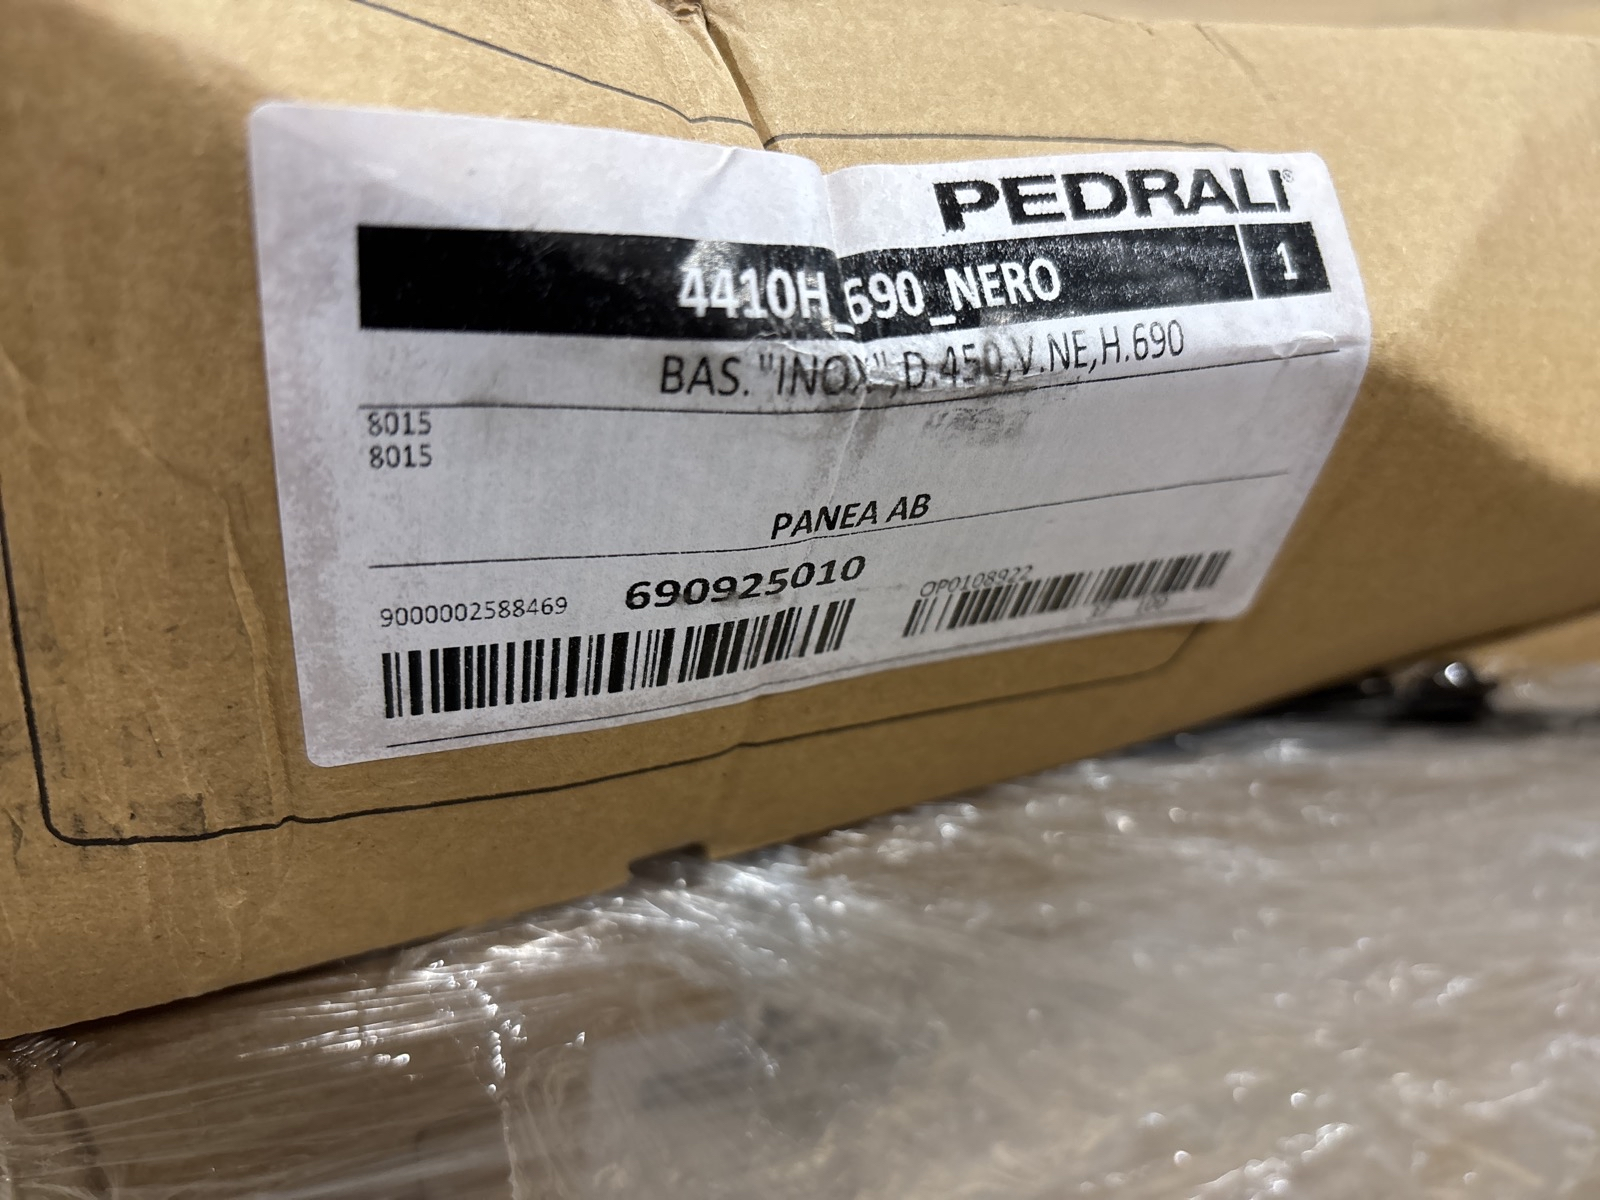 PEDRALI®
4410H_690_NERO 1
BAS. "INOX",D.450,V.NE,H.690
8015
8015
PANEA AB
9000002588469 690925010 OP0108922